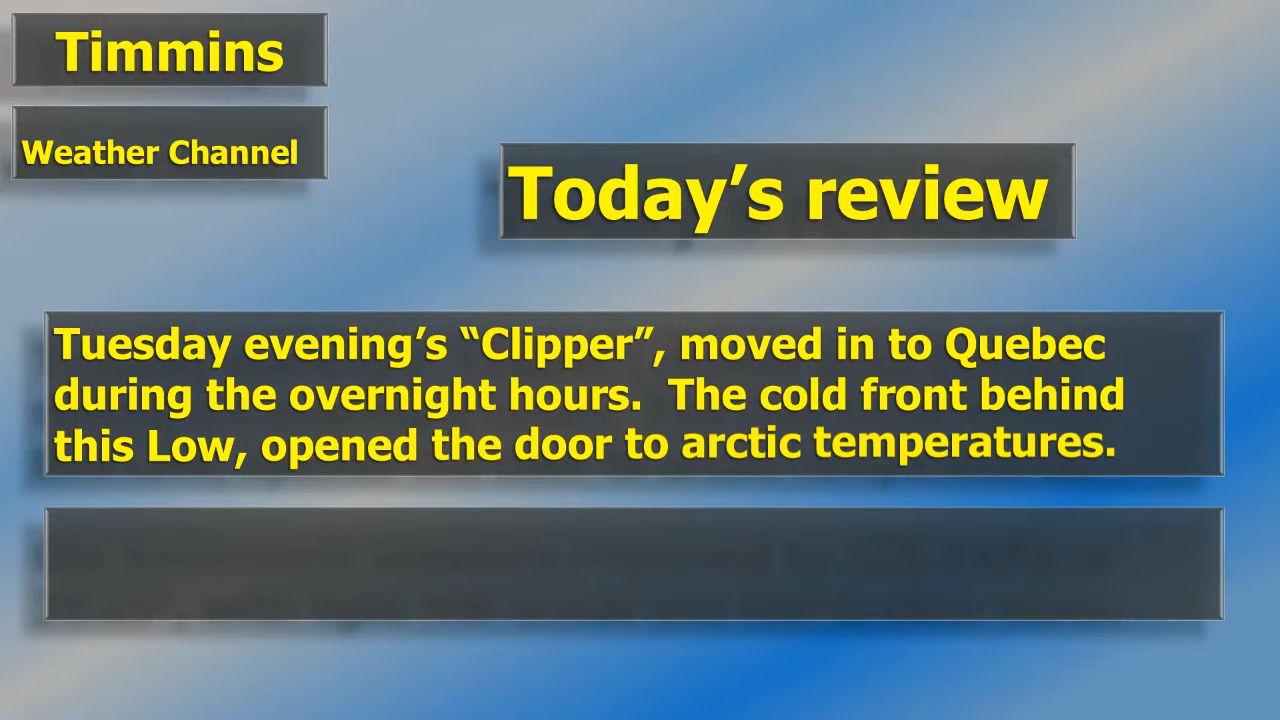 Timmins
Weather Channel
Today’s review
Tuesday evening’s “Clipper”, moved in to Quebec
during the overnight hours.  The cold front behind
this Low, opened the door to arctic temperatures.